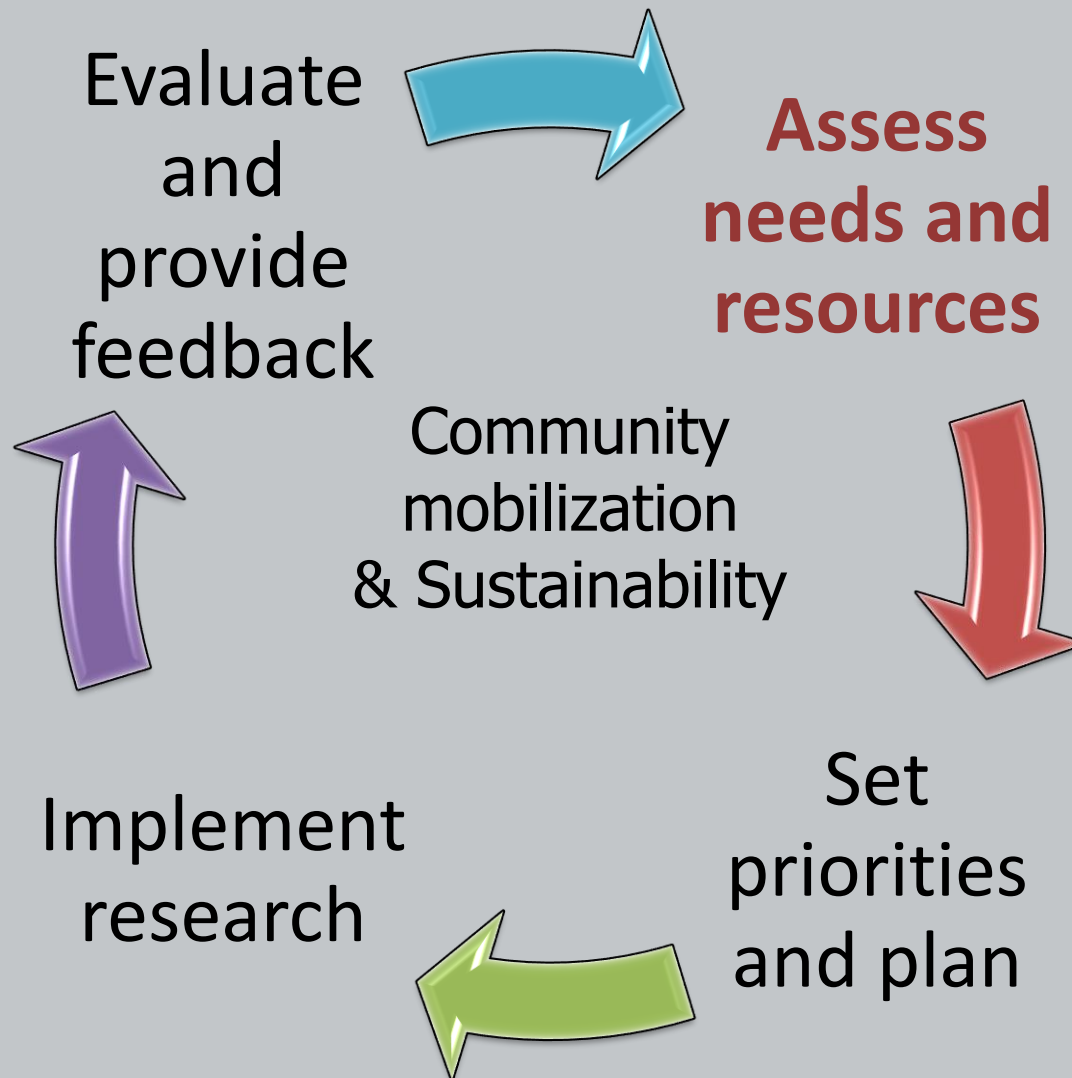 Evaluate
and
provide
feedback
Assess
needs and
resources
Community
mobilization
& Sustainability
Set
priorities
and plan
Implement
research